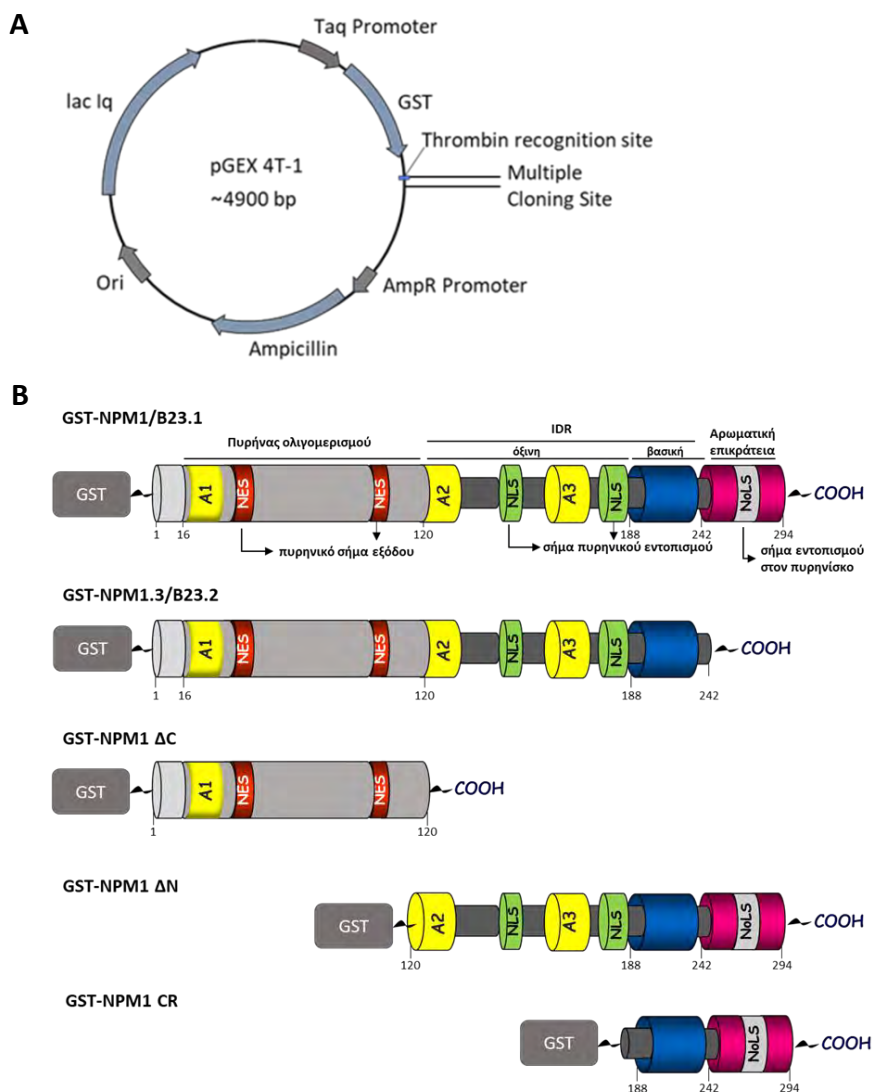 A
Taq Promoter
lac Iq
GST
Thrombin recognition site
pGEX 4T-1
~4900 bp
Multiple
Cloning Site
Ori
AmpR Promoter
Ampicillin
B
GST-NPM1/B23.1
IDR
Πυρήνας ολιγομερισμού
όξινη
βασική
Αρωματική
επικράτεια
GST
A1
NES
NES
A2
NLS
A3
NLS
NoLS
COOH
1
16
120
188
242
294
πυρηνικό σήμα εξόδου
σήμα πυρηνικού εντοπισμού
σήμα εντοπισμού
στον πυρηνίσκο
GST-NPM1.3/B23.2
GST
A1
NES
NES
A2
NLS
A3
NLS
COOH
1
16
120
188
242
GST-NPM1 ΔC
GST
A1
NES
NES
COOH
1
120
GST-NPM1 ΔN
GST
A2
NLS
A3
NLS
NoLS
COOH
120
188
242
294
GST-NPM1 CR
GST
NoLS
COOH
188
242
294